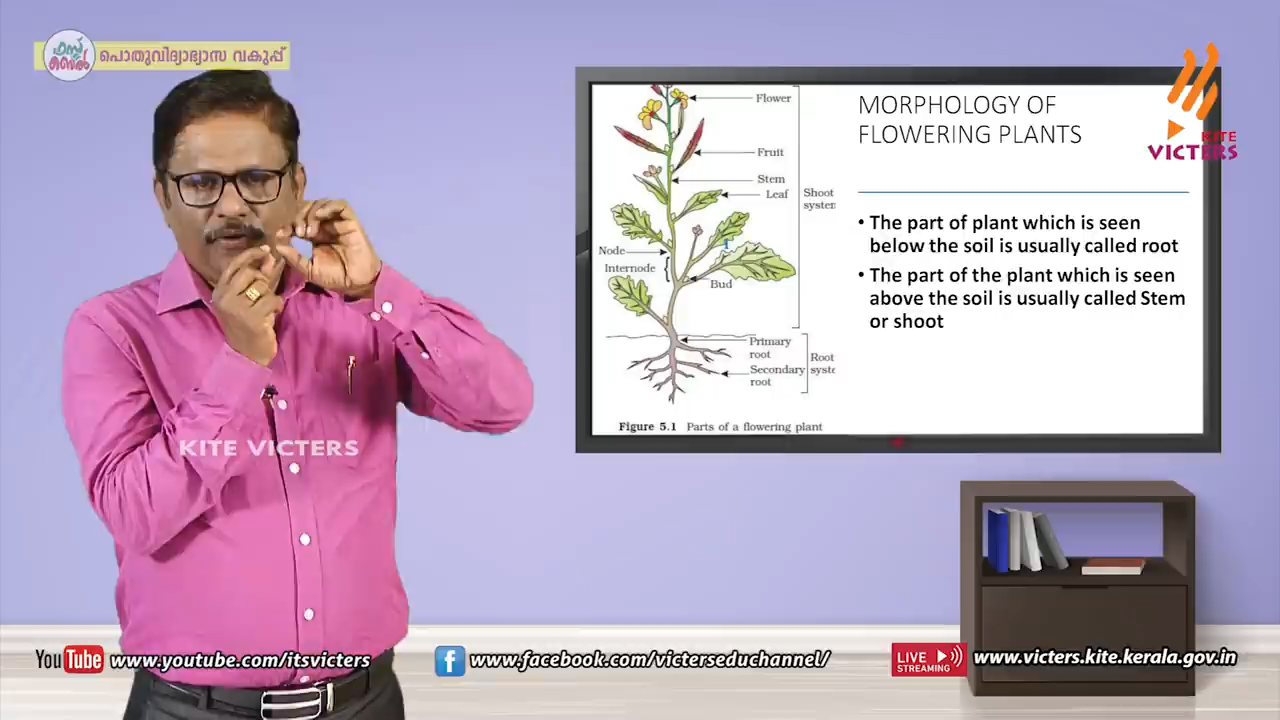 ഫസ്റ്റ്
ബെൽ
പൊതുവിദ്യാഭ്യാസ വകുപ്പ്
KITE
VICTERS
MORPHOLOGY OF
FLOWERING PLANTS
• The part of plant which is seen
below the soil is usually called root
• The part of the plant which is seen
above the soil is usually called Stem
or shoot
Flower
Fruit
Stem
Leaf
Shoot
system
Node
Internode
Bud
Primary
root
Secondary
root
Root
syste
Figure 5.1 Parts of a flowering plant
KITE VICTERS
YouTube www.youtube.com/itsvicters
f www.facebook.com/victerseduchannel/
LIVE
STREAMING
www.victers.kite.kerala.gov.in